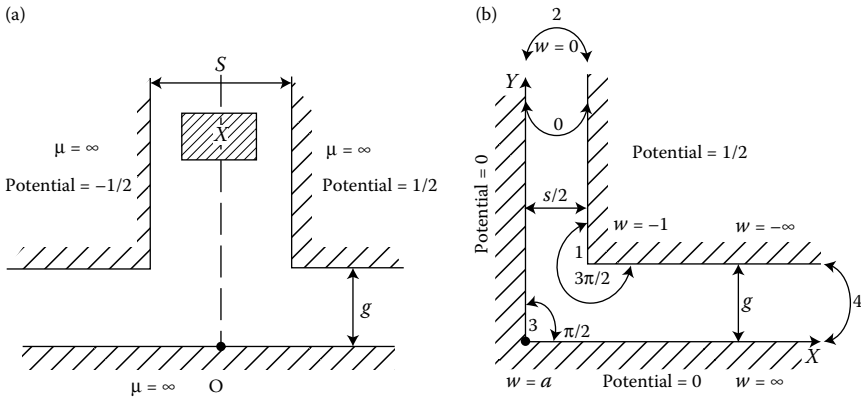 (a)
S
X
μ = ∞
Potential = −1/2
μ = ∞
Potential = 1/2
g
μ = ∞
O
(b)
2
w = 0
Y
0
Potential = 0
Potential = 1/2
s/2
w = −1
w = −∞
1
3π/2
g
4
3
π/2
X
w = a
Potential = 0
w = ∞